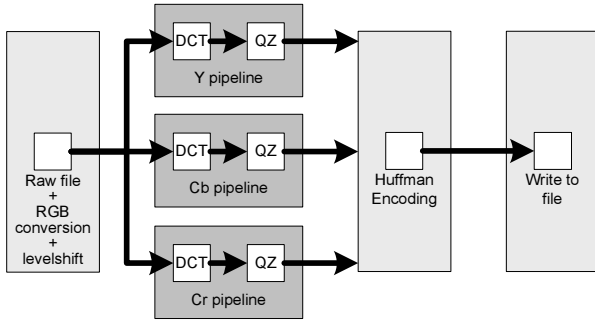 Raw file
+
RGB
conversion
+
levelshift
DCT
QZ
Y pipeline
DCT
QZ
Cb pipeline
DCT
QZ
Cr pipeline
Huffman
Encoding
Write to
file